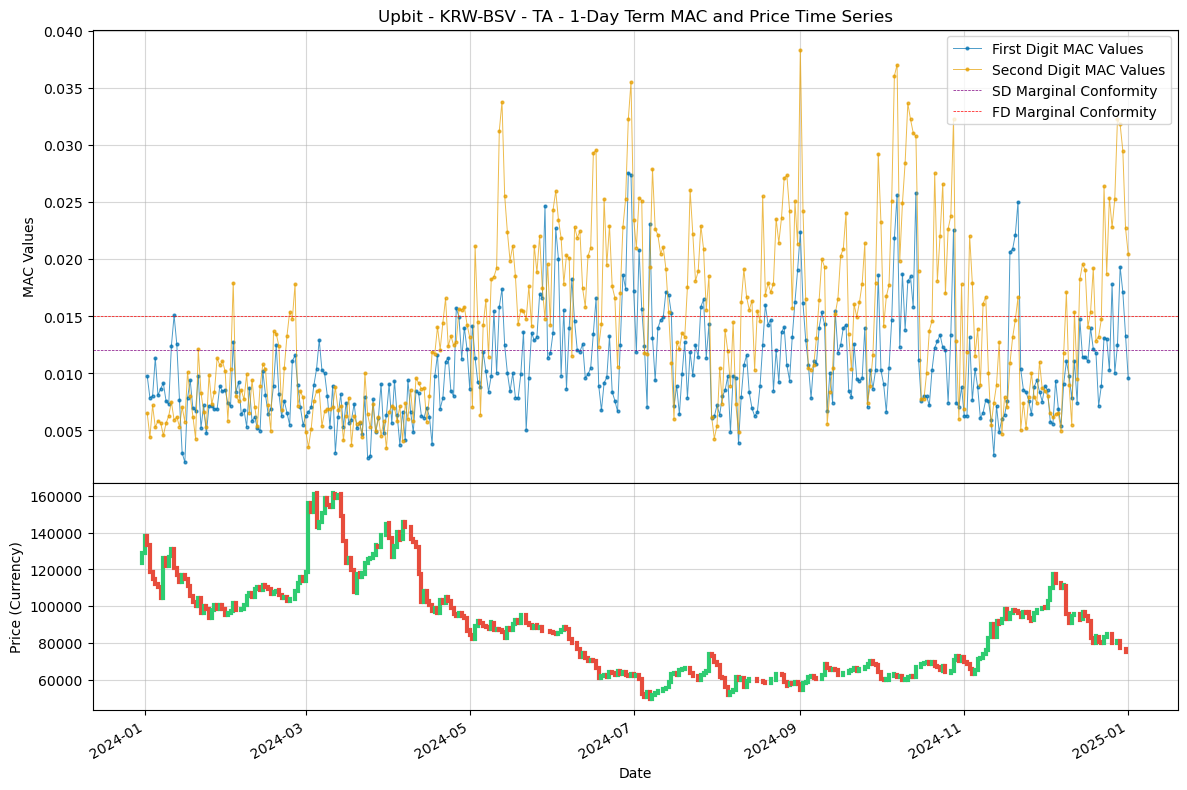 Upbit - KRW-BSV - TA - 1-Day Term MAC and Price Time Series
MAC Values
0.040
0.035
0.030
0.025
0.020
0.015
0.010
0.005
First Digit MAC Values
Second Digit MAC Values
SD Marginal Conformity
FD Marginal Conformity
Price (Currency)
160000
140000
120000
100000
80000
60000
2024-01
2024-03
2024-05
2024-07
2024-09
2024-11
2025-01
Date